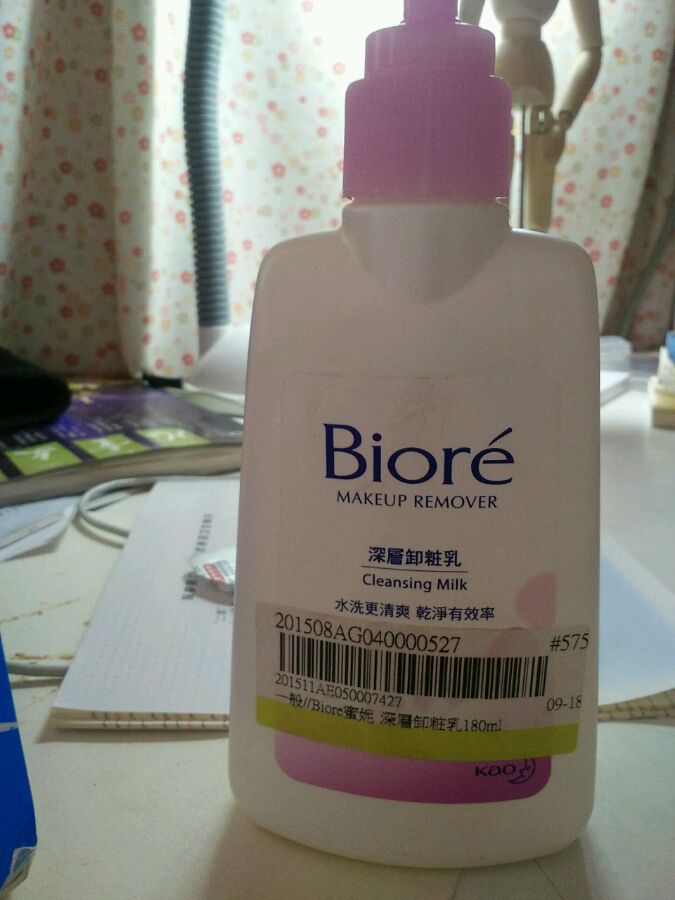 Bioré
MAKEUP REMOVER
深層卸粧乳
Cleansing Milk
水洗更清爽 乾淨有效率
201508AG040000527 #575
201511AE050007427 09-18
一般//Biore蜜妮 深層卸粧乳180ml
Kao